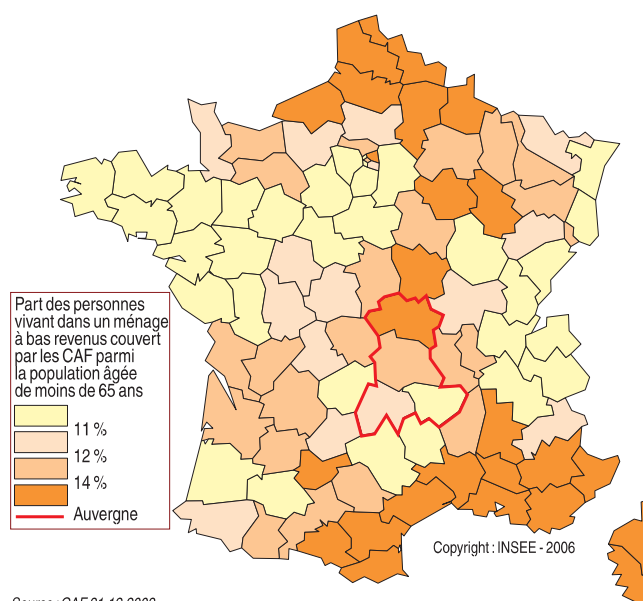 Part des personnes
vivant dans un ménage
à bas revenus couvert
par les CAF parmi
la population âgée
de moins de 65 ans
11 %
12 %
14 %
Auvergne
Copyright : INSEE - 2006